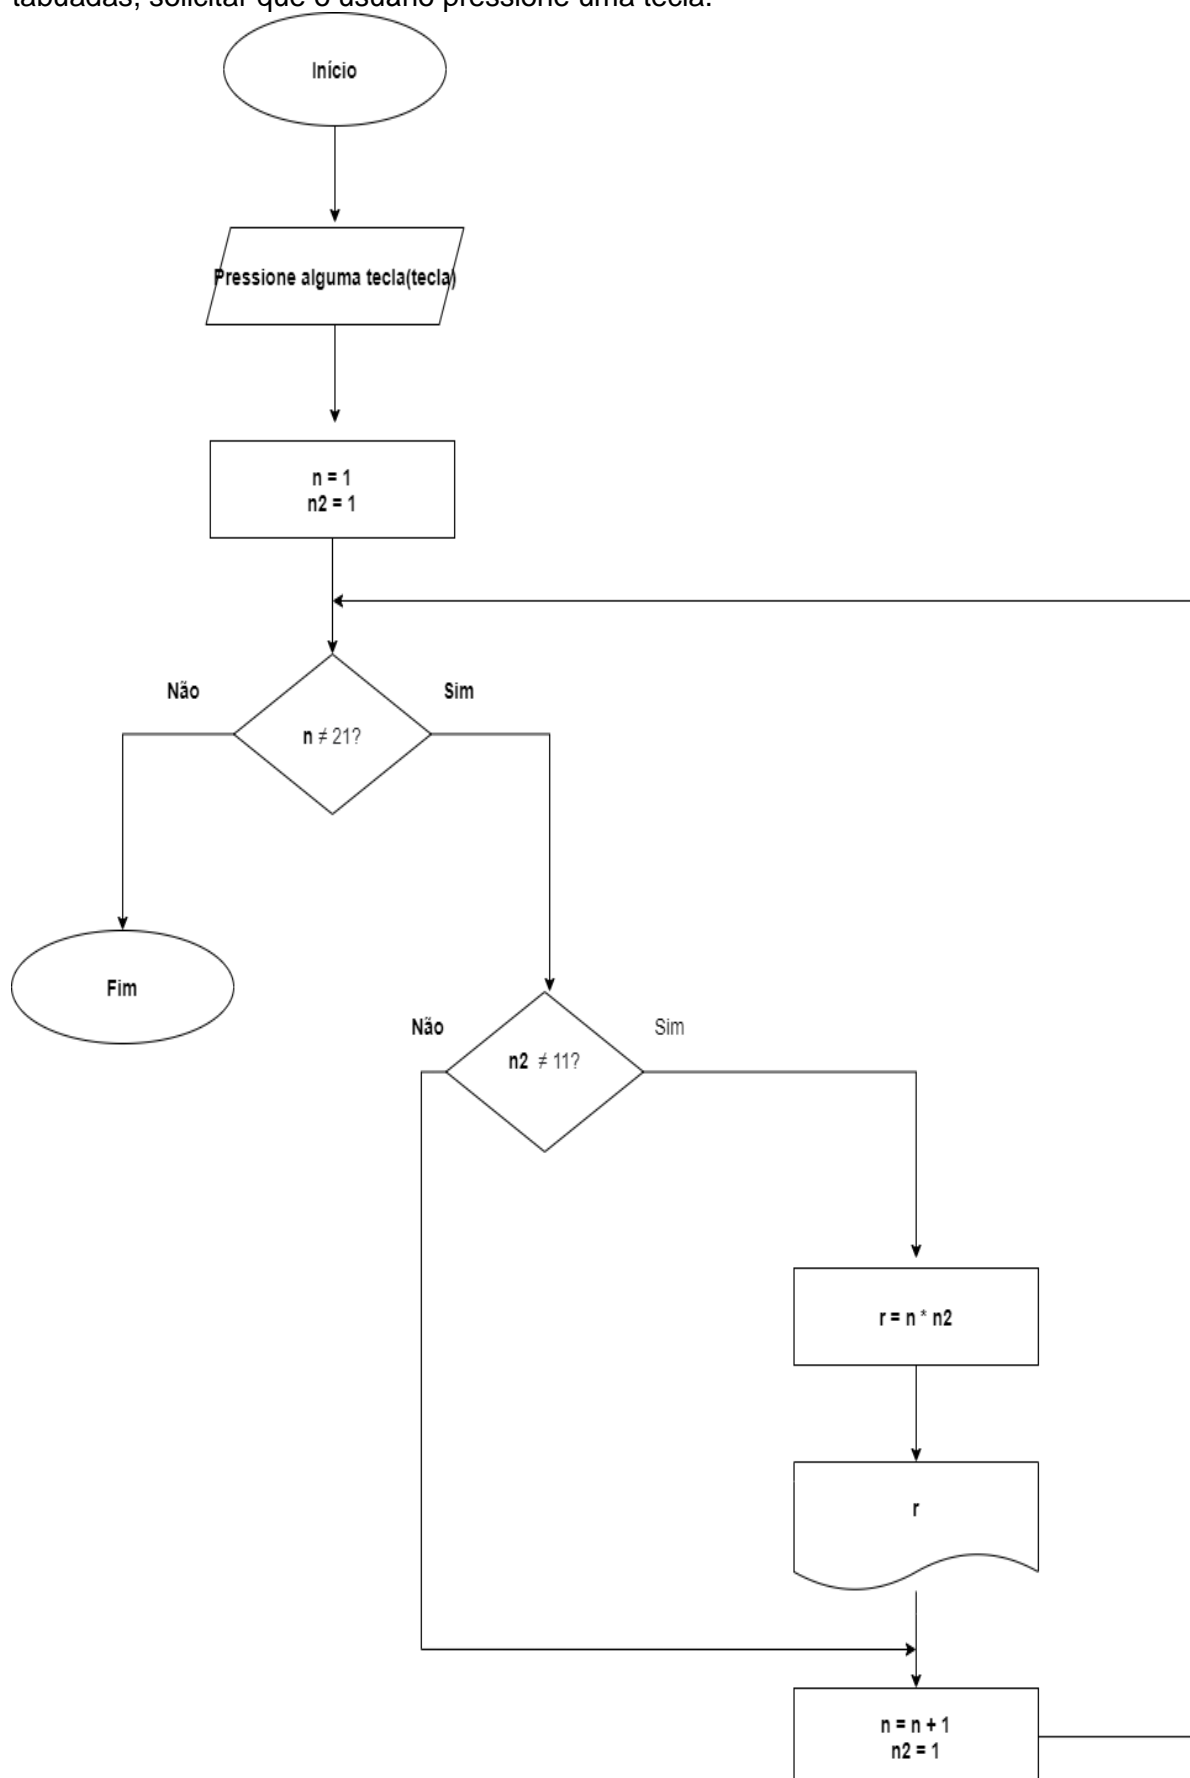 tabuadas, solicitar que o usuário pressione uma tecla.
Início
Pressione alguma tecla(tecla)
n = 1
n2 = 1
Não
Sim
n ≠ 21?
Fim
Não
Sim
n2 ≠ 11?
r = n * n2
r
n = n + 1
n2 = 1